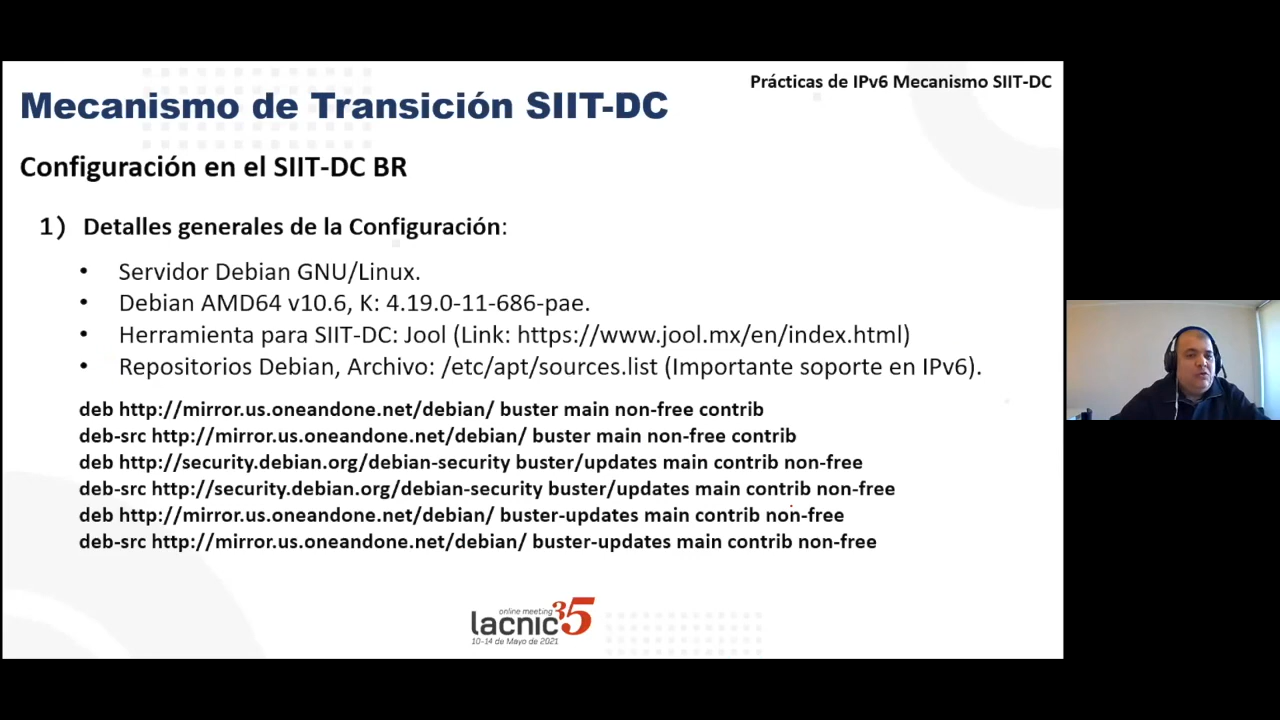 Prácticas de IPv6 Mecanismo SIIT-DC
Mecanismo de Transición SIIT-DC
Configuración en el SIIT-DC BR
1) Detalles generales de la Configuración:
• Servidor Debian GNU/Linux.
• Debian AMD64 v10.6, K: 4.19.0-11-686-pae.
• Herramienta para SIIT-DC: Jool (Link: https://www.jool.mx/en/index.html)
• Repositorios Debian, Archivo: /etc/apt/sources.list (Importante soporte en IPv6).
deb http://mirror.us.oneandone.net/debian/ buster main non-free contrib
deb-src http://mirror.us.oneandone.net/debian/ buster main non-free contrib
deb http://security.debian.org/debian-security buster/updates main contrib non-free
deb-src http://security.debian.org/debian-security buster/updates main contrib non-free
deb http://mirror.us.oneandone.net/debian/ buster-updates main contrib non-free
deb-src http://mirror.us.oneandone.net/debian/ buster-updates main contrib non-free
online meeting
lacnic 35
10-14 de Mayo de 2021